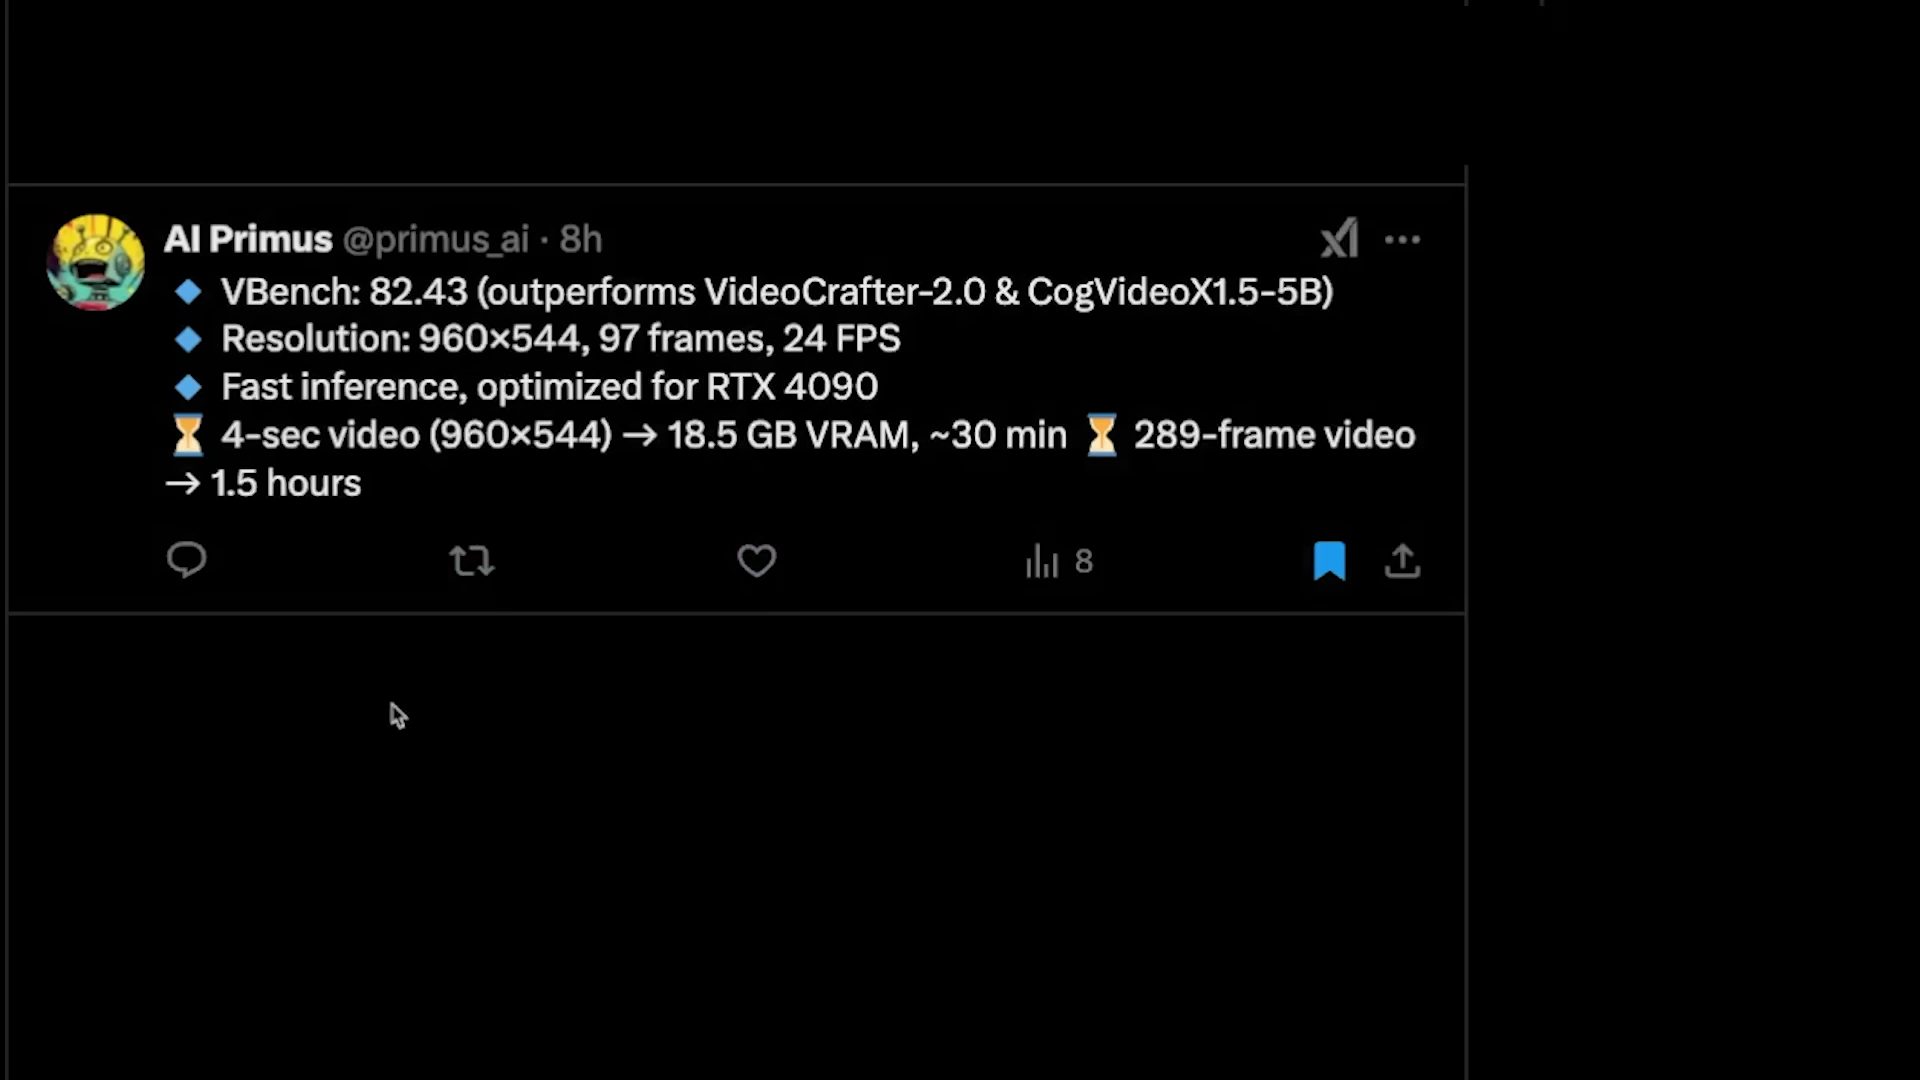 AI Primus @primus_ai · 8h
🔹 VBench: 82.43 (outperforms VideoCrafter-2.0 & CogVideoX1.5-5B)
🔹 Resolution: 960×544, 97 frames, 24 FPS
🔹 Fast inference, optimized for RTX 4090
⏳ 4-sec video (960×544) → 18.5 GB VRAM, ~30 min ⏳ 289-frame video
→ 1.5 hours
8